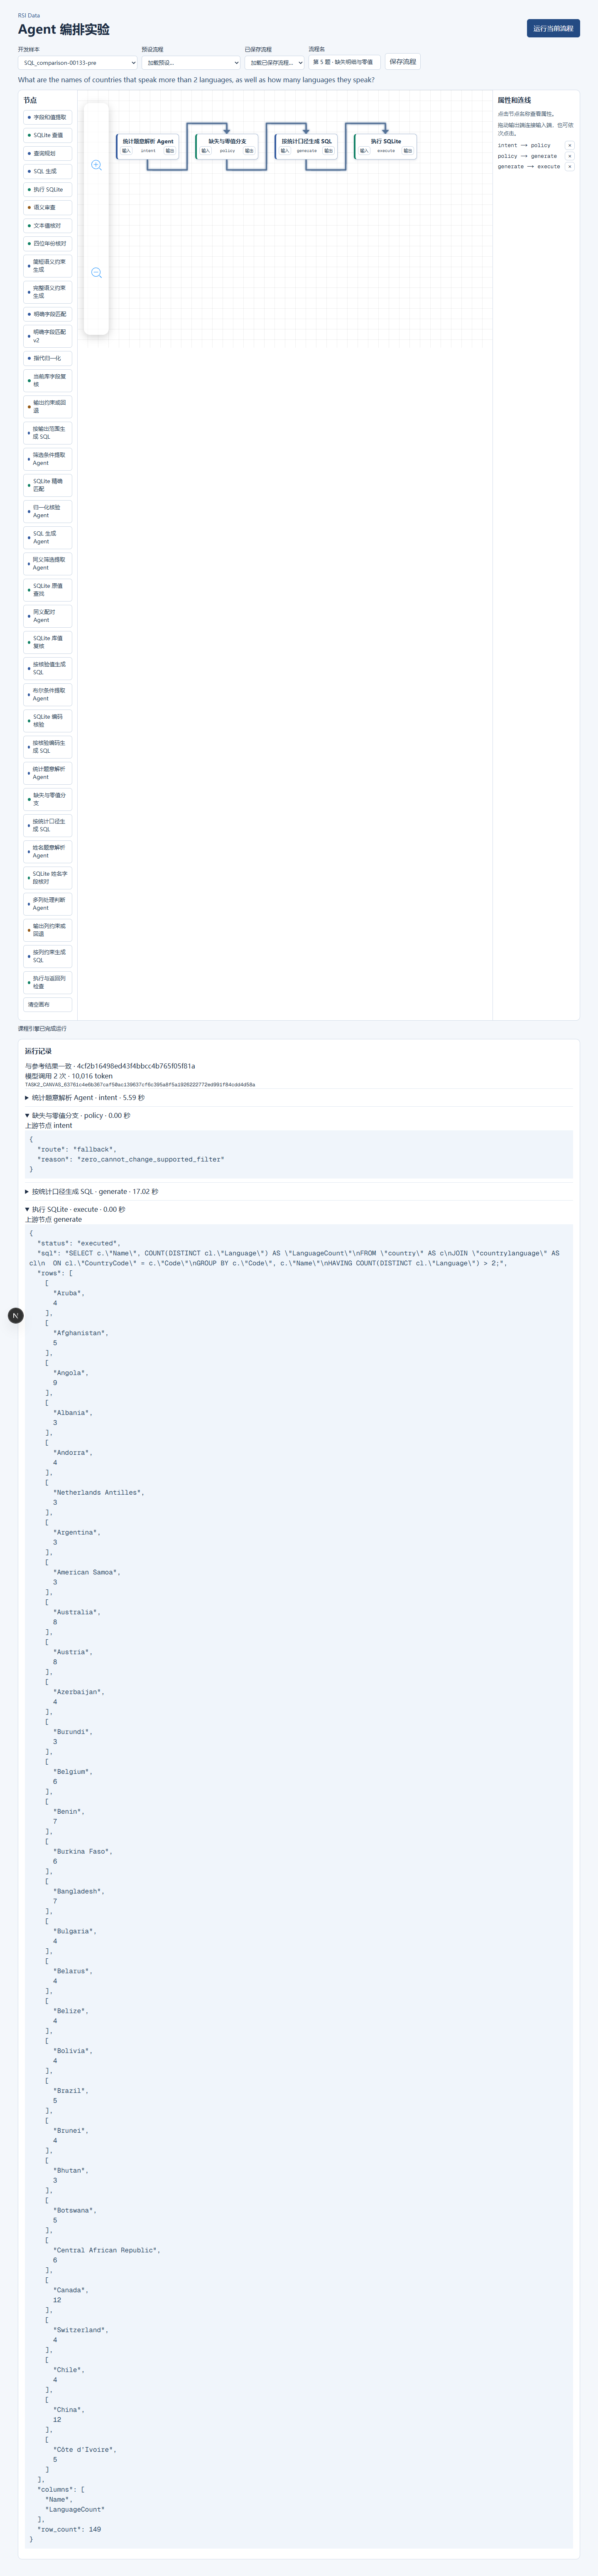 RSI Data
Agent 编排实验
运行当前流程
开发样本
预设流程
已保存流程
流程名
SQL_comparison-00133-pre
加载预设...
加载已保存流程...
第 5 题 · 缺失明细与零值
保存流程
What are the names of countries that speak more than 2 languages, as well as how many languages they speak?
节点
字段和值提取
SQLite 查值
查询规划
SQL 生成
执行 SQLite
语义审查
文本值核对
四位年份核对
简短语义约束
生成
完整语义约束
生成
明确字段匹配
明确字段匹配
v2
指代归一化
当前库字段复
核
输出约束或回
退
按输出范围生
成 SQL
筛选条件提取
Agent
SQLite 精确
匹配
归一化核验
Agent
SQL 生成
Agent
同义筛选提取
Agent
SQLite 原值
查找
同义配对
Agent
SQLite 库值
复核
按核验值生成
SQL
布尔条件提取
Agent
SQLite 编码
核验
按核验编码生
成 SQL
统计题意解析
Agent
缺失与零值分
支
按统计口径生
成 SQL
姓名题意解析
Agent
SQLite 姓名字
段核对
多列处理判断
Agent
输出列约束或
回退
按列约束生成
SQL
执行与返回列
检查
清空画布
统计题意解析 Agent
输入 intent 输出
缺失与零值分支
输入 policy 输出
按统计口径生成 SQL
输入 generate 输出
执行 SQLite
输入 execute 输出
属性和连线
点击节点名称查看属性。
拖动输出端连接输入端，也可依
次点击。
intent → policy ×
policy → generate ×
generate → execute ×
课程引擎已完成运行
运行记录
与参考结果一致 · 4cf2b16498ed43f4bbcc4b765f05f81a
模型调用 2 次 · 10,016 token
▶ 统计题意解析 Agent · intent · 5.59 秒
▼ 缺失与零值分支 · policy · 0.00 秒
上游节点 intent
{
"route": "fallback",
"reason": "zero_cannot_change_supported_filter"
}
▶ 按统计口径生成 SQL · generate · 17.02 秒
▼ 执行 SQLite · execute · 0.00 秒
上游节点 generate
{
"status": "executed",
"sql": "SELECT c.\"Name\", COUNT(DISTINCT cl.\"Language\") AS \"LanguageCount\"\nFROM \"country\" AS c\nJOIN \"countrylanguage\" AS
cl\n  ON cl.\"CountryCode\" = c.\"Code\"\nGROUP BY c.\"Code\", c.\"Name\"\nHAVING COUNT(DISTINCT cl.\"Language\") > 2;",
"rows": [
[
"Aruba",
4
],
[
"Afghanistan",
5
],
[
"Angola",
9
],
[
"Albania",
3
],
[
"Andorra",
4
],
[
"Netherlands Antilles",
3
],
[
"Argentina",
3
],
[
"American Samoa",
3
],
[
"Australia",
8
],
[
"Austria",
8
],
[
"Azerbaijan",
4
],
[
"Burundi",
3
],
[
"Belgium",
6
],
[
"Benin",
7
],
[
"Burkina Faso",
6
],
[
"Bangladesh",
7
],
[
"Bulgaria",
4
],
[
"Belarus",
4
],
[
"Belize",
4
],
[
"Bolivia",
4
],
[
"Brazil",
5
],
[
"Brunei",
4
],
[
"Bhutan",
3
],
[
"Botswana",
5
],
[
"Central African Republic",
6
],
[
"Canada",
12
],
[
"Switzerland",
4
],
[
"Chile",
4
],
[
"China",
12
],
[
"Côte d'Ivoire",
5
]
],
"columns": [
"Name",
"LanguageCount"
],
"row_count": 149
}
N